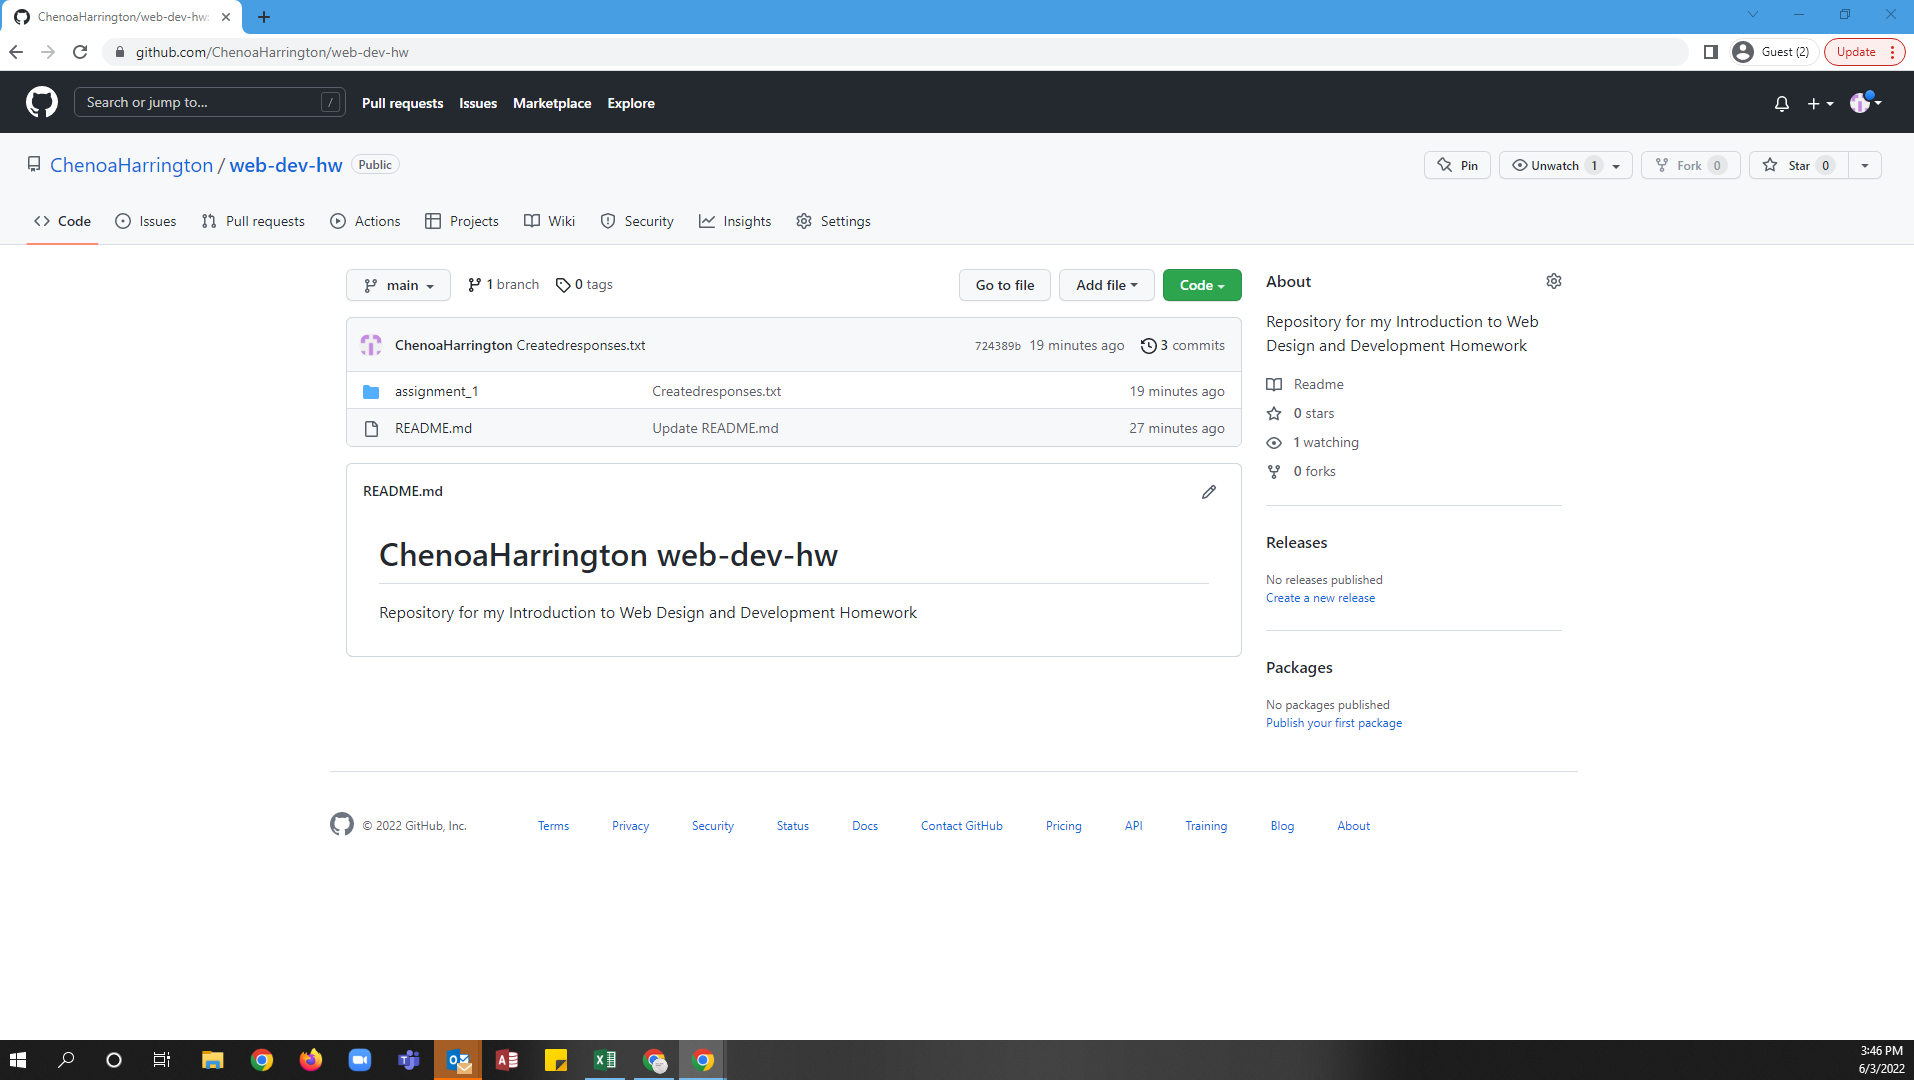 ChenoaHarrington/web-dev-hw:
github.com/ChenoaHarrington/web-dev-hw
Guest (2)
Update
Search or jump to...
/
Pull requests
Issues
Marketplace
Explore
ChenoaHarrington / web-dev-hw
Public
Pin
Unwatch 1
Fork 0
Star 0
Code
Issues
Pull requests
Actions
Projects
Wiki
Security
Insights
Settings
main
1 branch
0 tags
Go to file
Add file
Code
ChenoaHarrington Createdresponses.txt
724389b 19 minutes ago
3 commits
assignment_1 Createdresponses.txt 19 minutes ago
README.md Update README.md 27 minutes ago
README.md
ChenoaHarrington web-dev-hw
Repository for my Introduction to Web Design and Development Homework
About
Repository for my Introduction to Web
Design and Development Homework
Readme
0 stars
1 watching
0 forks
Releases
No releases published
Create a new release
Packages
No packages published
Publish your first package
© 2022 GitHub, Inc.
Terms
Privacy
Security
Status
Docs
Contact GitHub
Pricing
API
Training
Blog
About
3:46 PM
6/3/2022